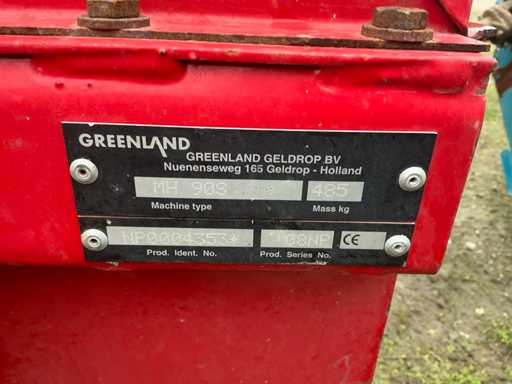 GREENLAND
GREENLAND GELDROP BV
Nuenenseweg 165 Geldrop - Holland
MH 90S 485
Machine type Mass kg
NP0004353* 108NP CE
Prod. Ident. No. Prod. Series No.